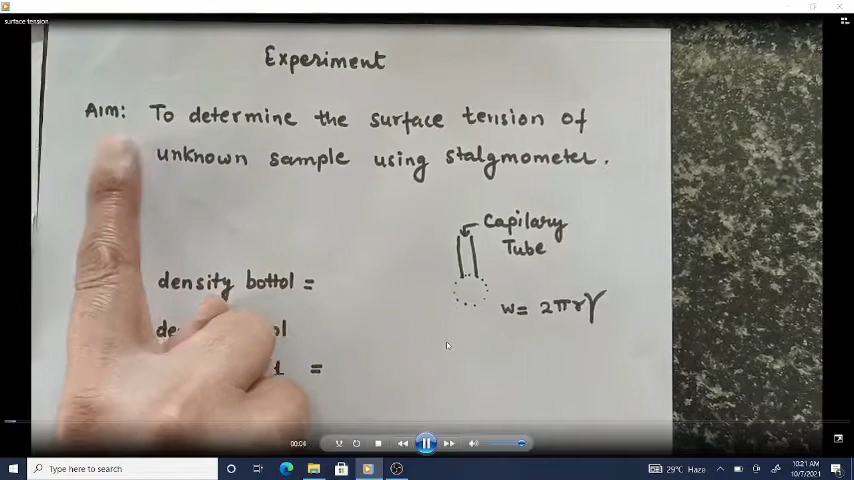 surface tension
Experiment
Aim: To determine the surface tension of
unknown sample using stalgmometer.
Capilary
Tube
density bottol =
w = 2πrγ
=
00:04
Type here to search
29°C Haze
10:21 AM
10/7/2021